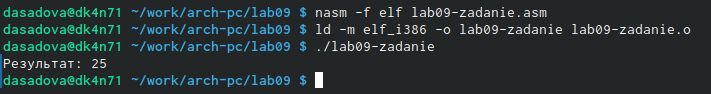 dasadova@dk4n71 ~/work/arch-pc/lab09 $ nasm -f elf lab09-zadanie.asm
dasadova@dk4n71 ~/work/arch-pc/lab09 $ ld -m elf_i386 -o lab09-zadanie lab09-zadanie.o
dasadova@dk4n71 ~/work/arch-pc/lab09 $ ./lab09-zadanie
Результат: 25
dasadova@dk4n71 ~/work/arch-pc/lab09 $